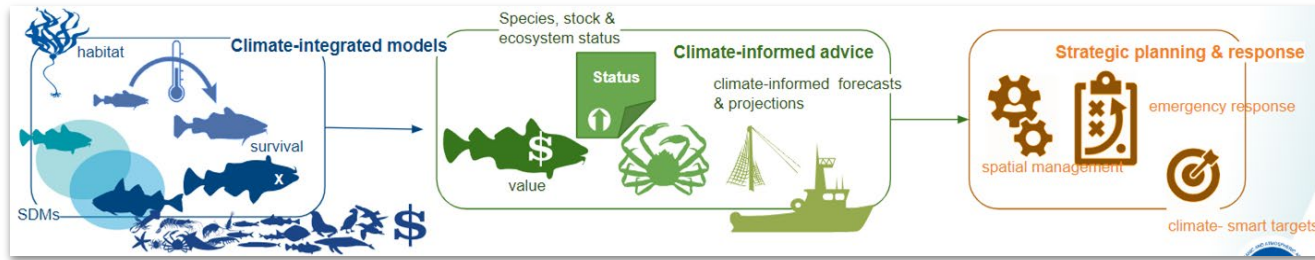 habitat
Climate-integrated models
survival
x
SDMs
$
Species, stock &
ecosystem status
Status
Climate-informed advice
climate-informed forecasts
& projections
$
value
Strategic planning & response
emergency response
spatial management
climate- smart targets